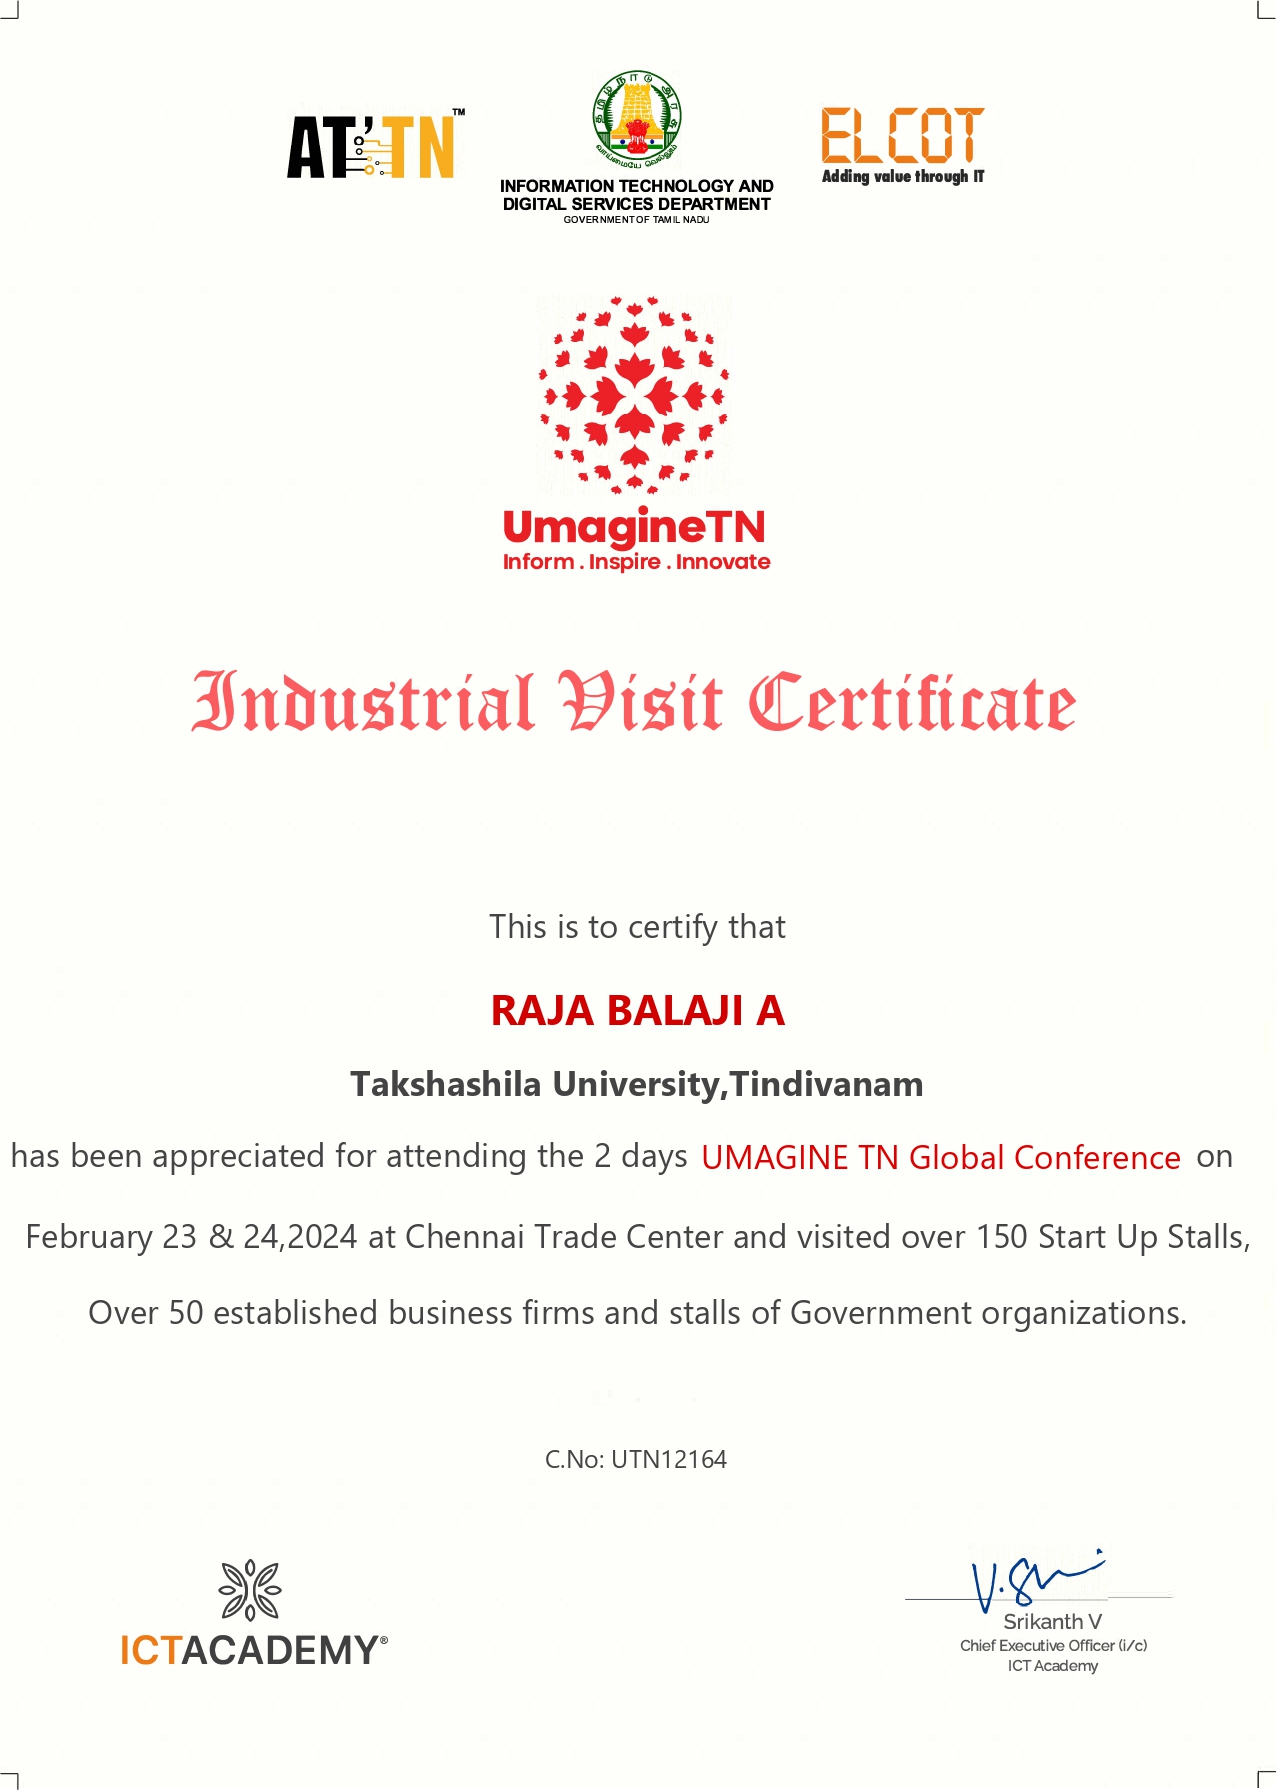 AT'TN™
தமிழ்நாடு அரசு
வாய்மையே வெல்லும்
INFORMATION TECHNOLOGY AND
DIGITAL SERVICES DEPARTMENT
GOVERNMENT OF TAMIL NADU
ELCOT
Adding value through IT
UmagineTN
Inform . Inspire . Innovate
Industrial Visit Certificate
This is to certify that
RAJA BALAJI A
Takshashila University,Tindivanam
has been appreciated for attending the 2 days UMAGINE TN Global Conference on
February 23 & 24,2024 at Chennai Trade Center and visited over 150 Start Up Stalls,
Over 50 established business firms and stalls of Government organizations.
C.No: UTN12164
ICTACADEMY®
V.S
Srikanth V
Chief Executive Officer (i/c)
ICT Academy